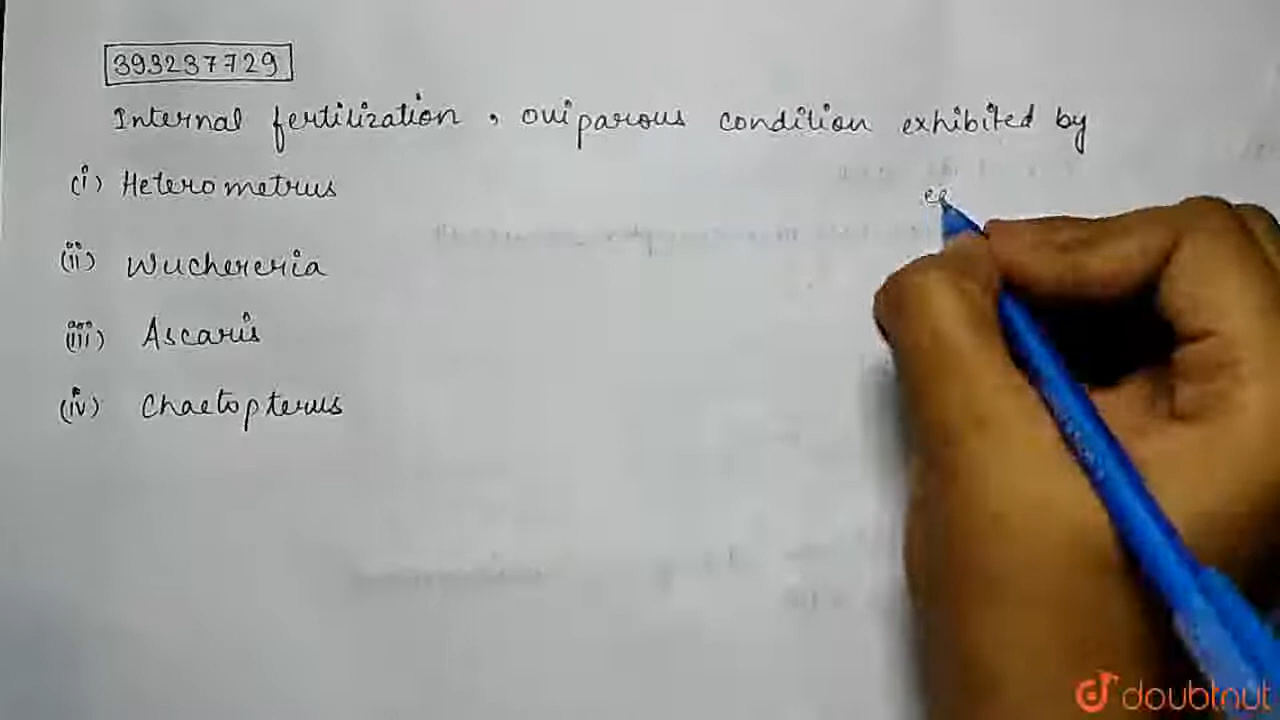 393237729
Internal fertilization, oviparous condition exhibited by
(i) Heterometrus
(ii) Wuchereria
(iii) Ascaris
(iv) Chaetopterus
doubtnut